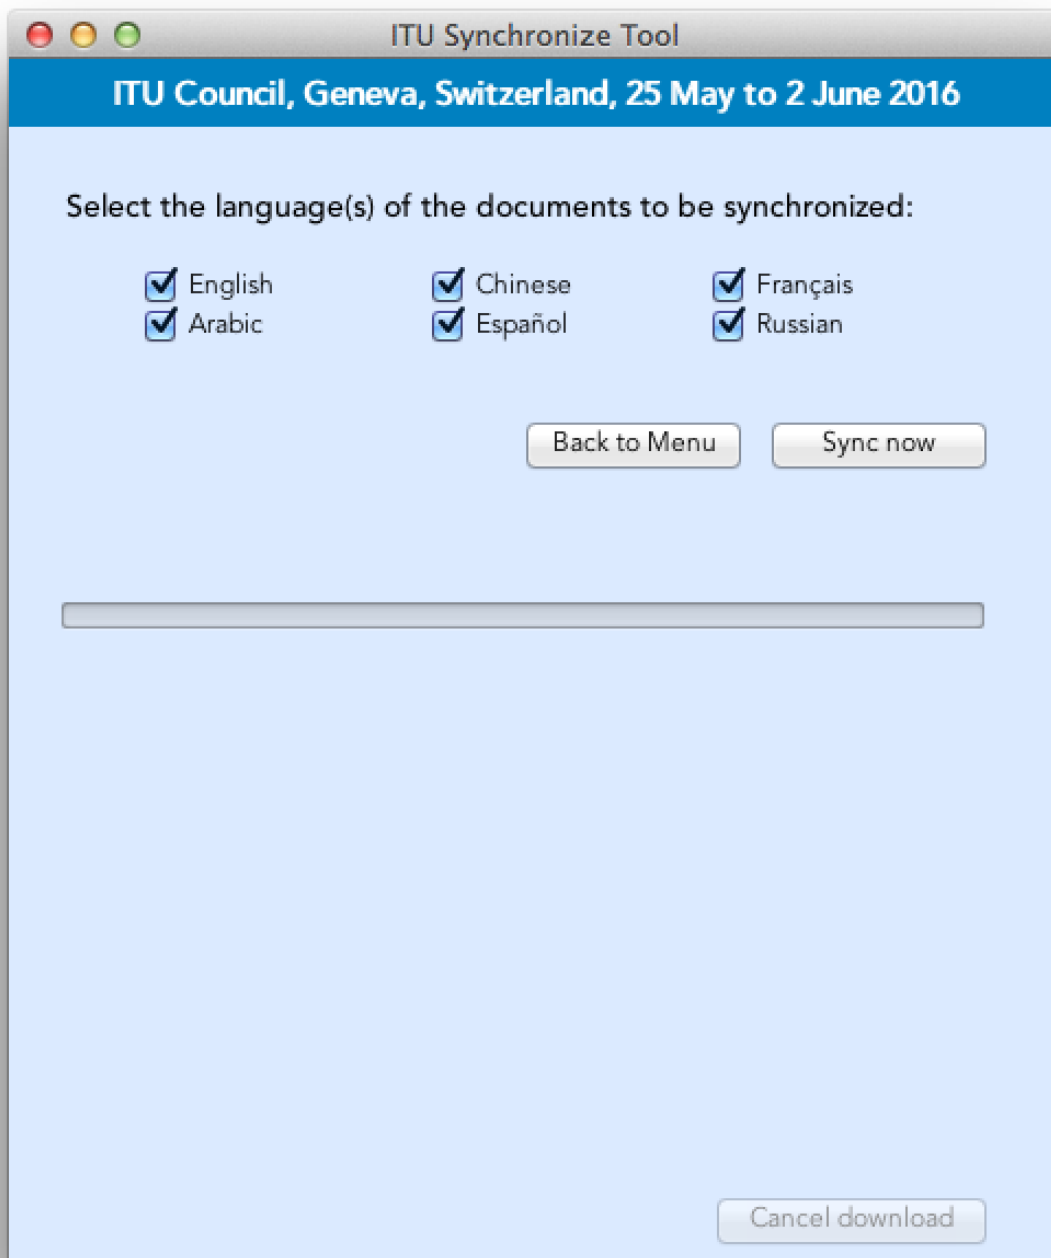 ITU Synchronize Tool
ITU Council, Geneva, Switzerland, 25 May to 2 June 2016
Select the language(s) of the documents to be synchronized:
English Chinese Français
Arabic Español Russian
Back to Menu Sync now
Cancel download